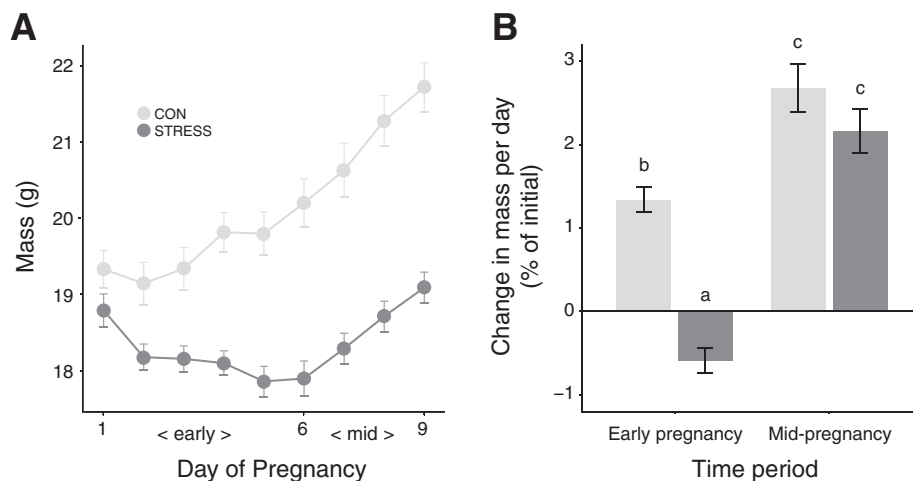 A
22
21
20
19
18
Mass (g)
CON
STRESS
1
< early >
6
< mid >
9
Day of Pregnancy
B
3
2
1
0
−1
Change in mass per day
(% of initial)
b
a
c
c
Early pregnancy
Mid-pregnancy
Time period